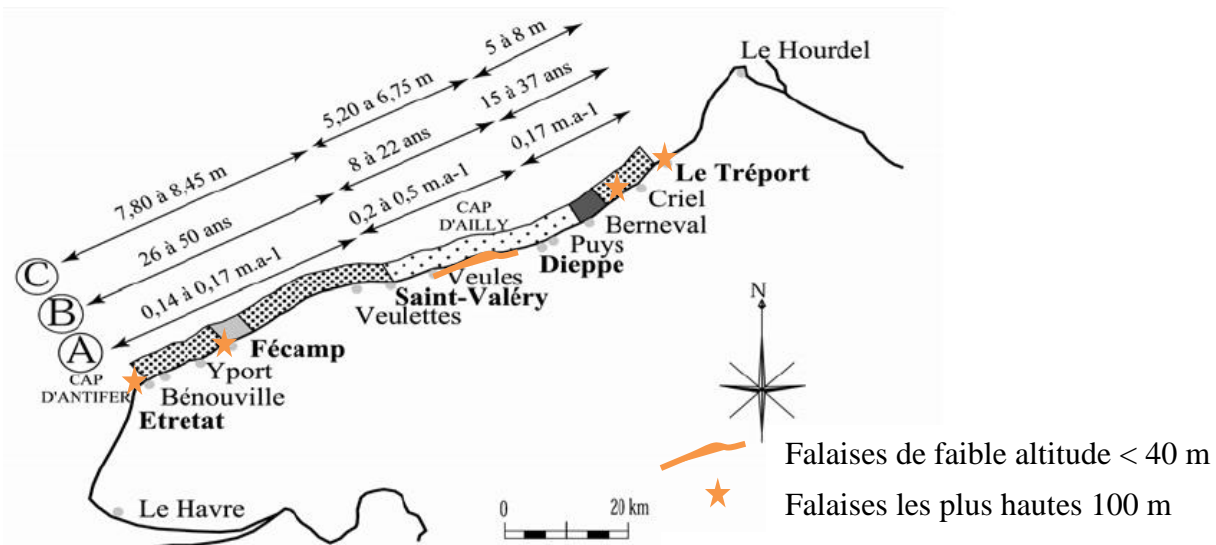 5 à 8 m
5,20 a 6,75 m
7,80 à 8,45 m
15 à 37 ans
8 à 22 ans
26 à 50 ans
0,17 m.a-1
0,2 à 0,5 m.a-1
0,14 à 0,17 m.a-1
C
B
A
Le Hourdel
Le Tréport
Criel
Berneval
Puys
Dieppe
CAP
D'AILLY
Veules
Saint-Valéry
Veulettes
Fécamp
Yport
Bénouville
CAP
D'ANTIFER
Etretat
Le Havre
N
0 20 km
Falaises de faible altitude < 40 m
Falaises les plus hautes 100 m